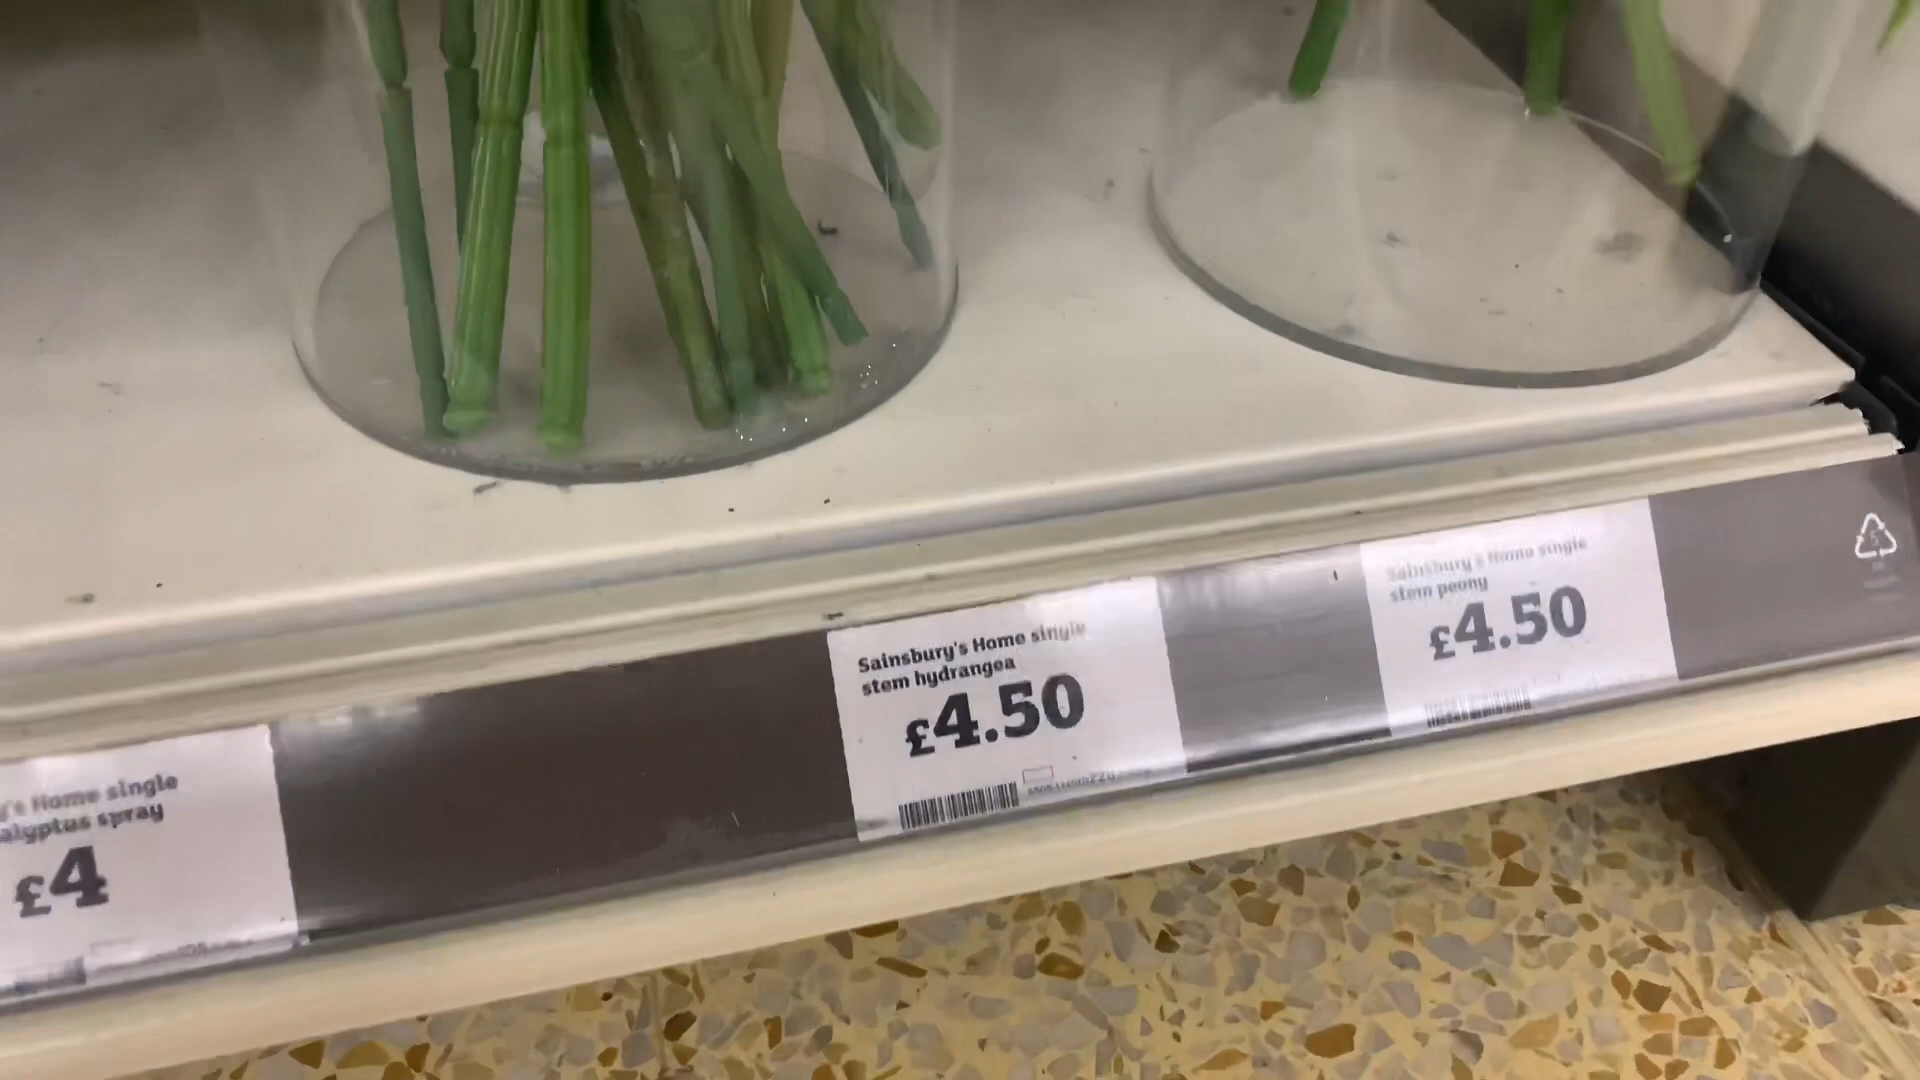 's Home single
alyptus spray
£4
Sainsbury's Home single
stem hydrangea
£4.50
Sainsbury's Home single
stem peony
£4.50
5